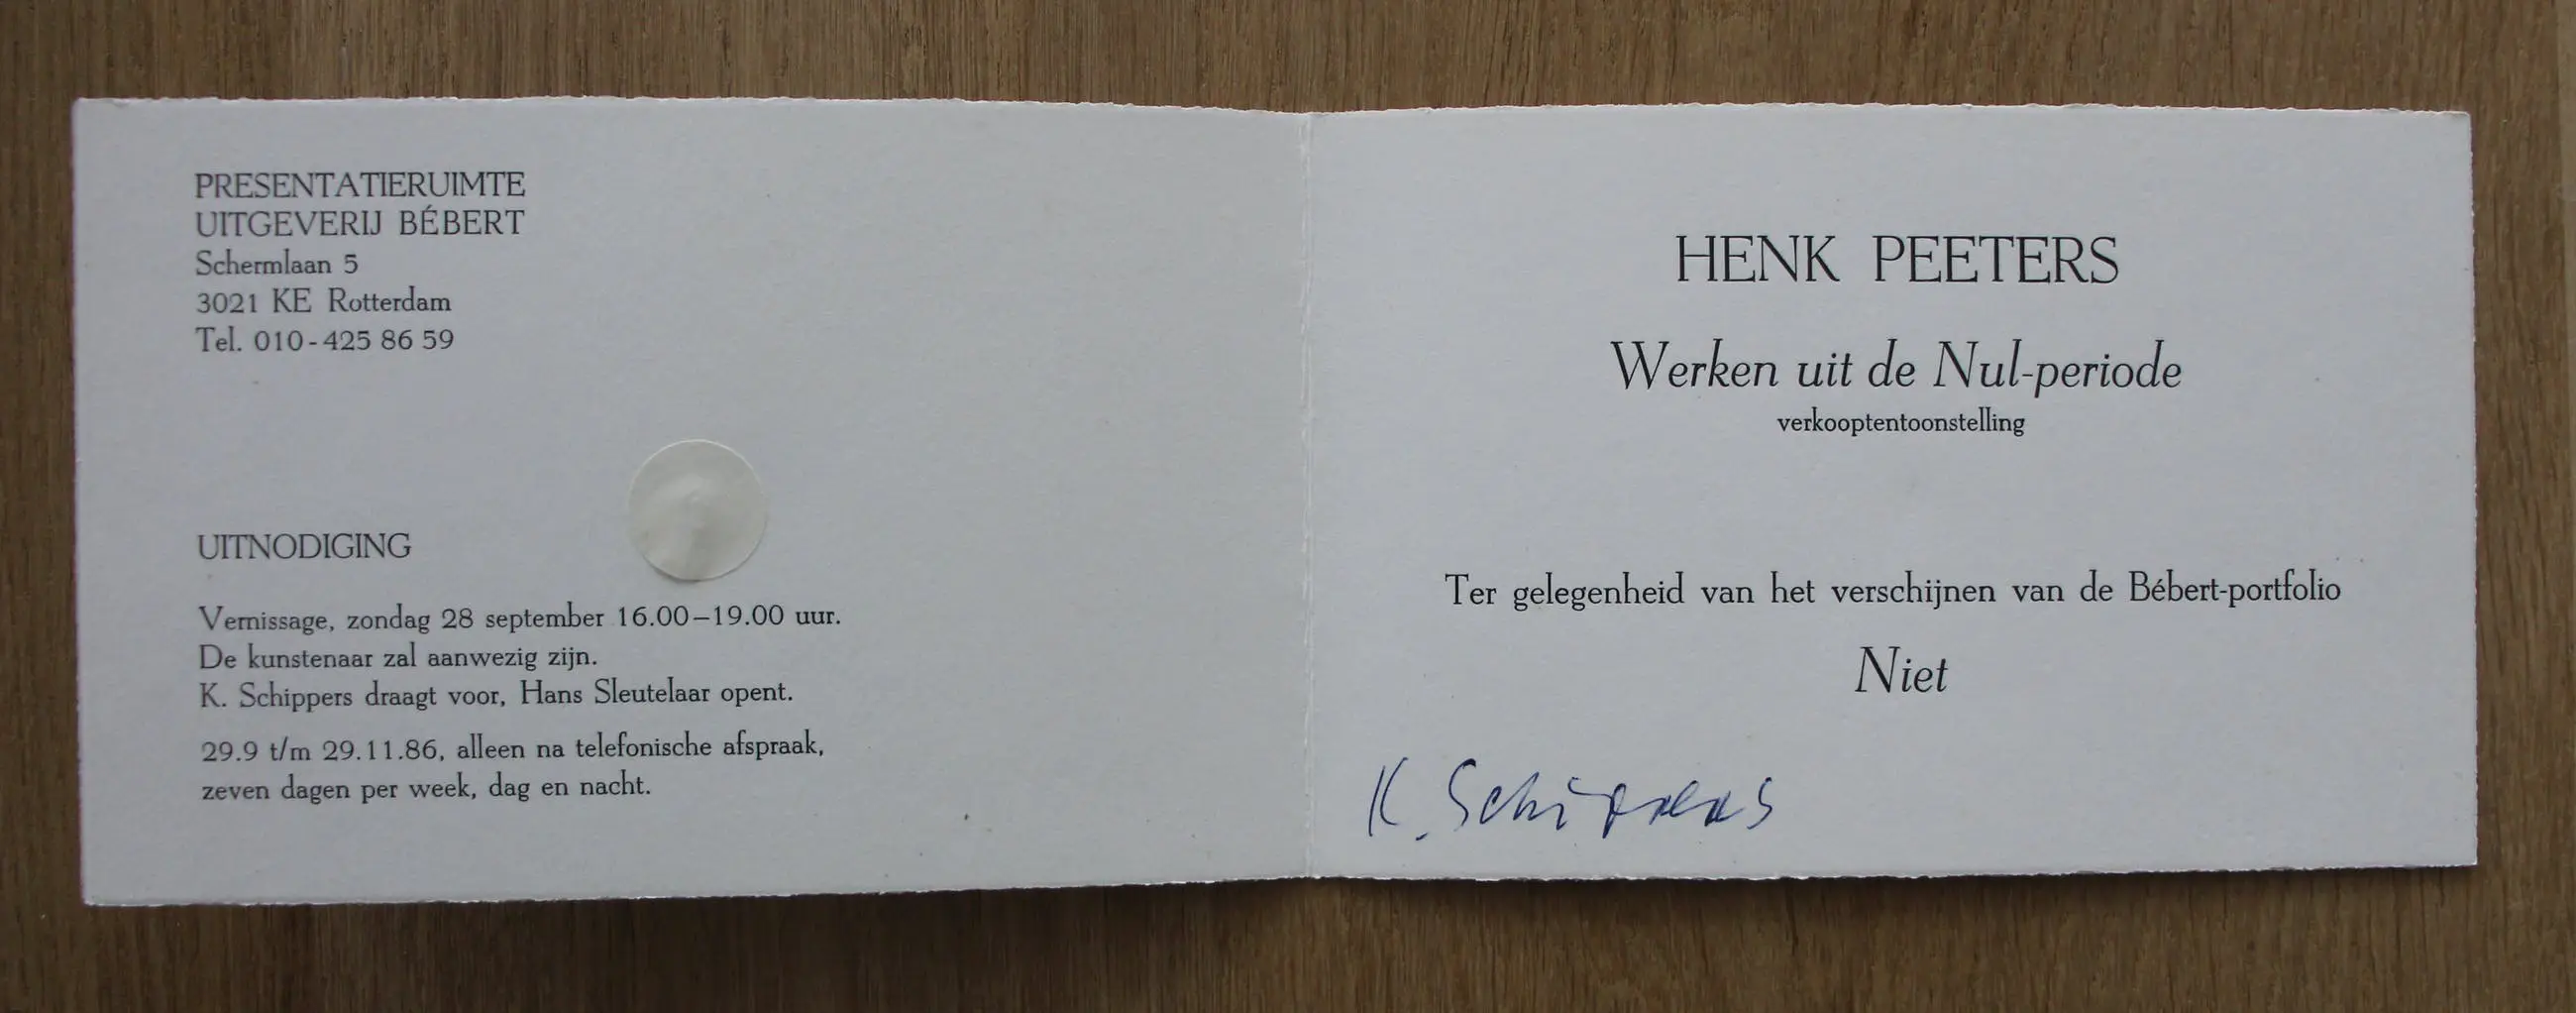 PRESENTATIERUIMTE
UITGEVERIJ BÉBERT
Schermlaan 5
3021 KE Rotterdam
Tel. 010-425 86 59
UITNODIGING
Vernissage, zondag 28 september 16.00–19.00 uur.
De kunstenaar zal aanwezig zijn.
K. Schippers draagt voor, Hans Sleutelaar opent.
29.9 t/m 29.11.86, alleen na telefonische afspraak,
zeven dagen per week, dag en nacht.
HENK PEETERS
Werken uit de Nul-periode
verkooptentoonstelling
Ter gelegenheid van het verschijnen van de Bébert-portfolio
Niet
K. Schippers